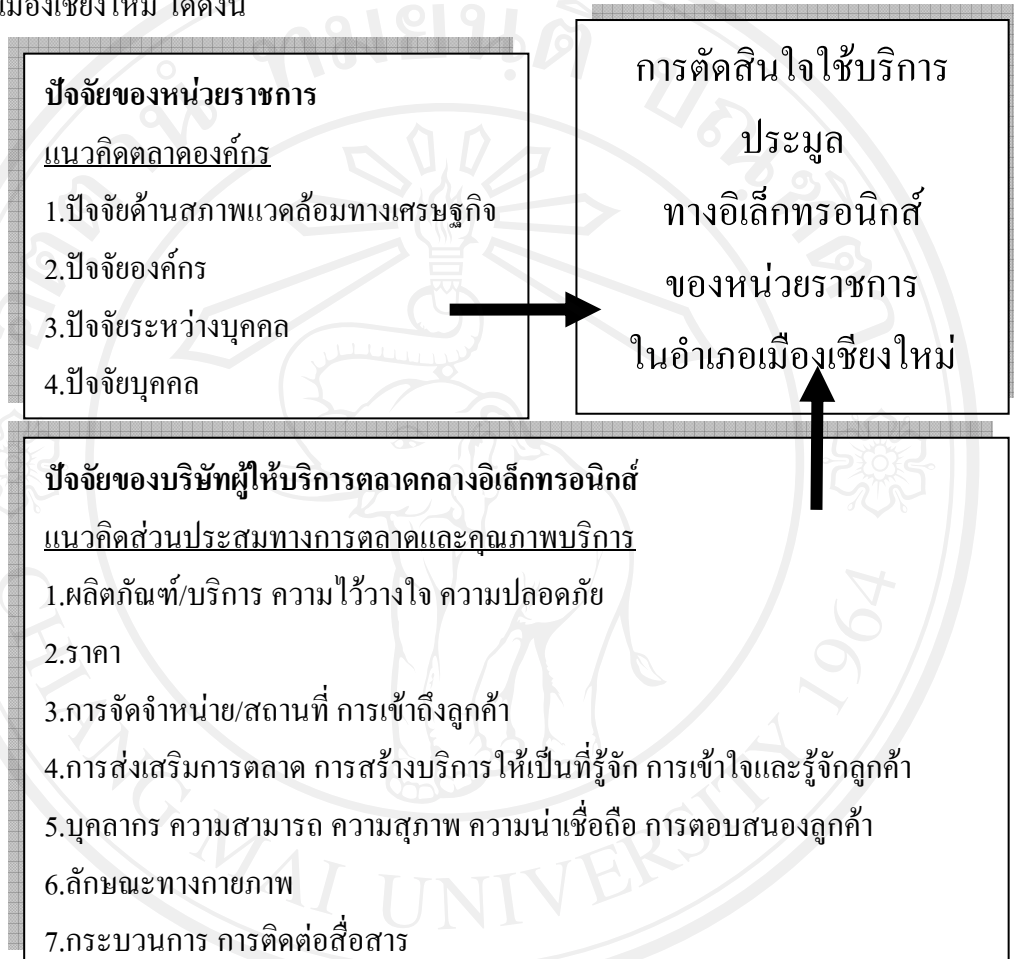 เมืองเชียงใหม่ ได้ดังนี้
ปัจจัยของหน่วยราชการ
แนวคิดตลาดองค์กร
1.ปัจจัยด้านสภาพแวดล้อมทางเศรษฐกิจ
2.ปัจจัยองค์กร
3.ปัจจัยระหว่างบุคคล
4.ปัจจัยบุคคล
การตัดสินใจใช้บริการ
ประมูล
ทางอิเล็กทรอนิกส์
ของหน่วยราชการ
ในอำเภอเมืองเชียงใหม่
ปัจจัยของบริษัทผู้ให้บริการตลาดกลางอิเล็กทรอนิกส์
แนวคิดส่วนประสมทางการตลาดและคุณภาพบริการ
1.ผลิตภัณฑ์/บริการ ความไว้วางใจ ความปลอดภัย
2.ราคา
3.การจัดจำหน่าย/สถานที่ การเข้าถึงลูกค้า
4.การส่งเสริมการตลาด การสร้างบริการให้เป็นที่รู้จัก การเข้าใจและรู้จักลูกค้า
5.บุคลากร ความสามารถ ความสุภาพ ความน่าเชื่อถือ การตอบสนองลูกค้า
6.ลักษณะทางกายภาพ
7.กระบวนการ การติดต่อสื่อสาร
MAI UNIVERSITY 1964